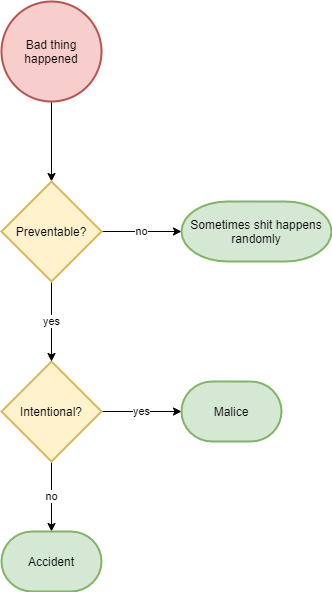 Bad thing
happened
Preventable?
no
Sometimes shit happens
randomly
yes
Intentional?
yes
Malice
no
Accident